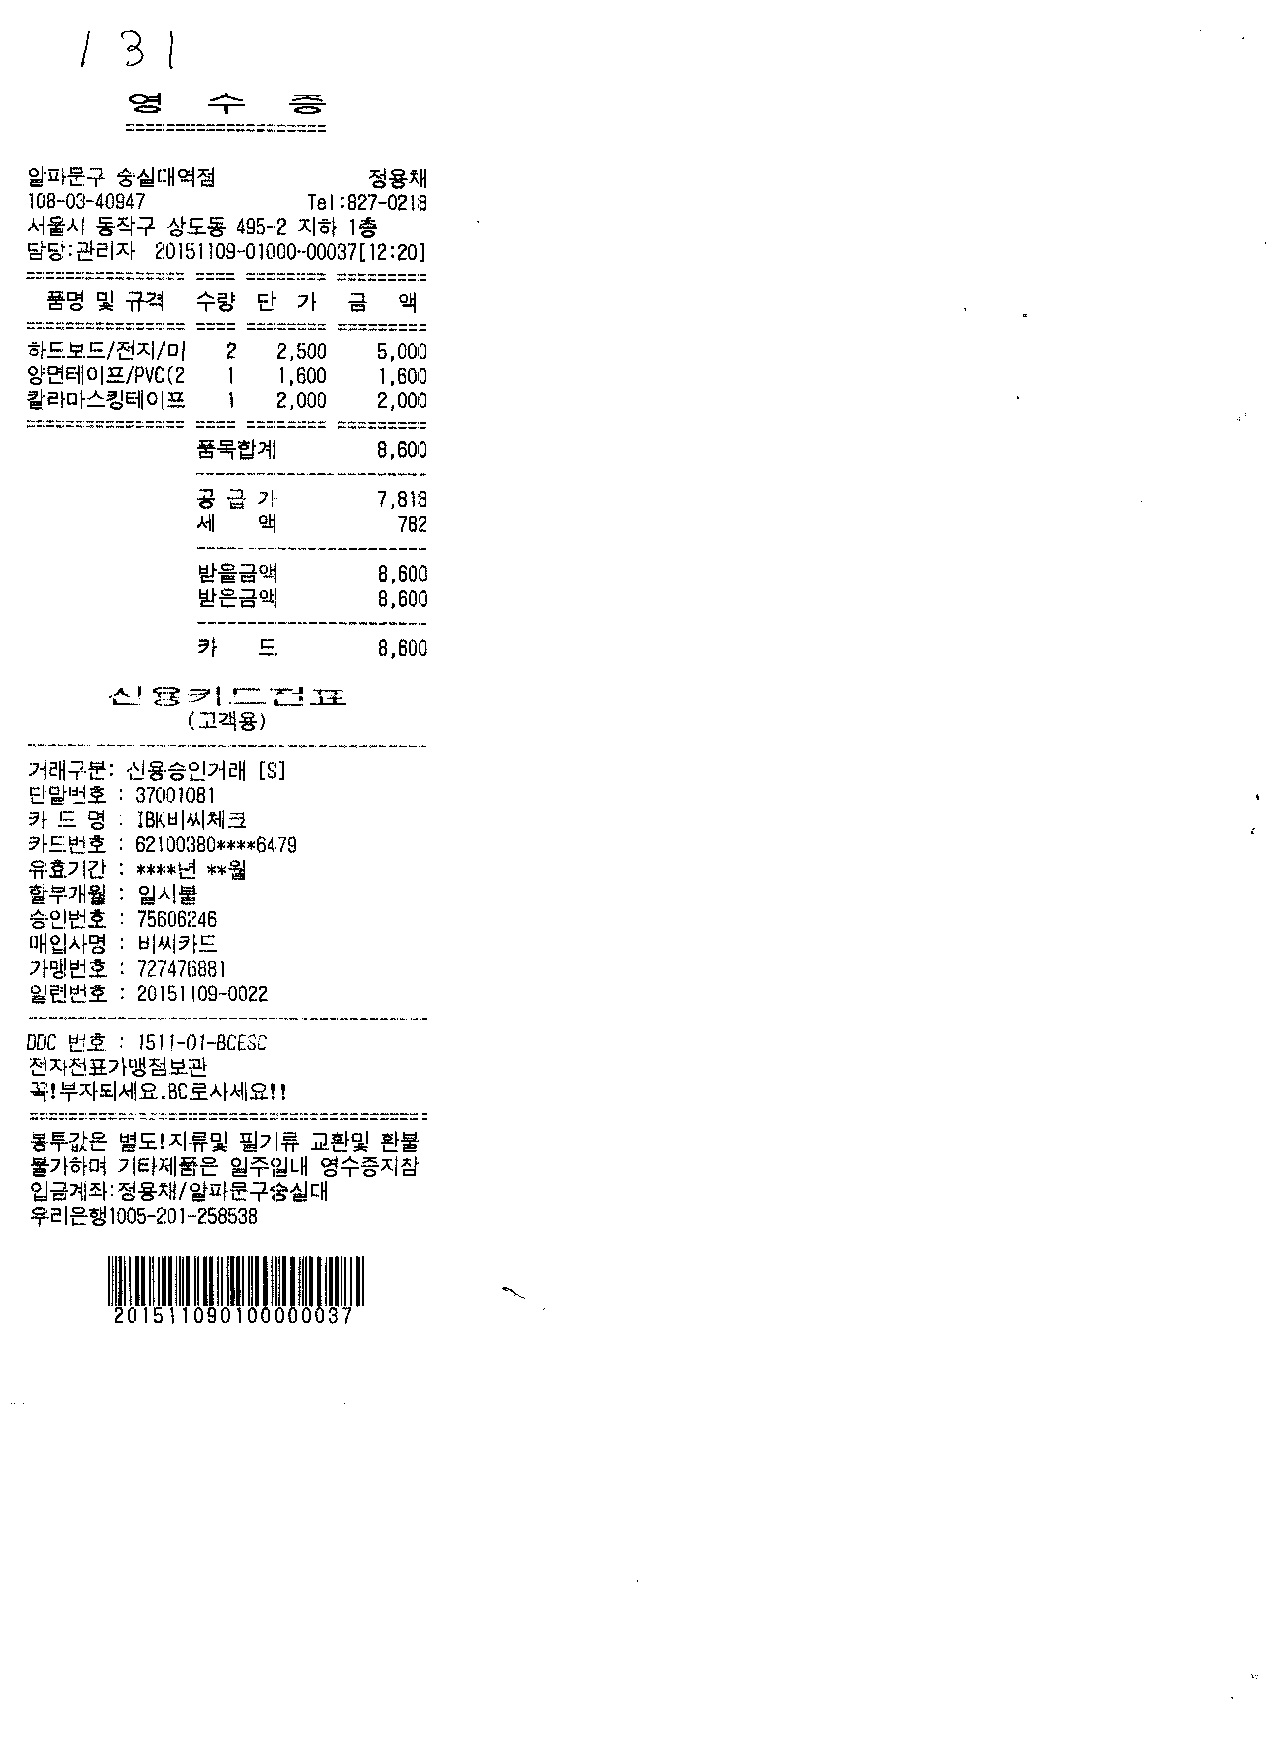 131
영 수 증
=====================
알파문구 숭실대역점 정용채
108-03-40947 Tel:827-0218
서울시 동작구 상도동 495-2 지하 1층
담당:관리자 20151109-01000-00037[12:20]
================ ==== ======== =========
품명 및 규격 수량 단 가 금 액
================ ==== ======== =========
하드보드/전지/미 2 2,500 5,000
양면테이프/PVC(2 1 1,600 1,600
칼라마스킹테이프 1 2,000 2,000
================ ==== ======== =========
품목합계 8,600
-----------------------
공 급 가 7,818
세 액 782
-----------------------
받을금액 8,600
받은금액 8,600
-----------------------
카 드 8,600
신용카드전표
(고객용)
----------------------------------------
거래구분: 신용승인거래 [S]
단말번호 : 37001081
카 드 명 : IBK비씨체크
카드번호 : 62100380****6479
유효기간 : ****년 **월
할부개월 : 일시불
승인번호 : 75606246
매입사명 : 비씨카드
가맹번호 : 727476881
일련번호 : 20151109-0022
----------------------------------------
DDC 번호 : 1511-01-BCESC
전자전표가맹점보관
꼭!부자되세요.BC로사세요!!
========================================
봉투값은 별도!지류및 필기류 교환및 환불
불가하며 기타제품은 일주일내 영수증지참
입금계좌:정용채/알파문구숭실대
우리은행1005-201-258538
201511090100000037